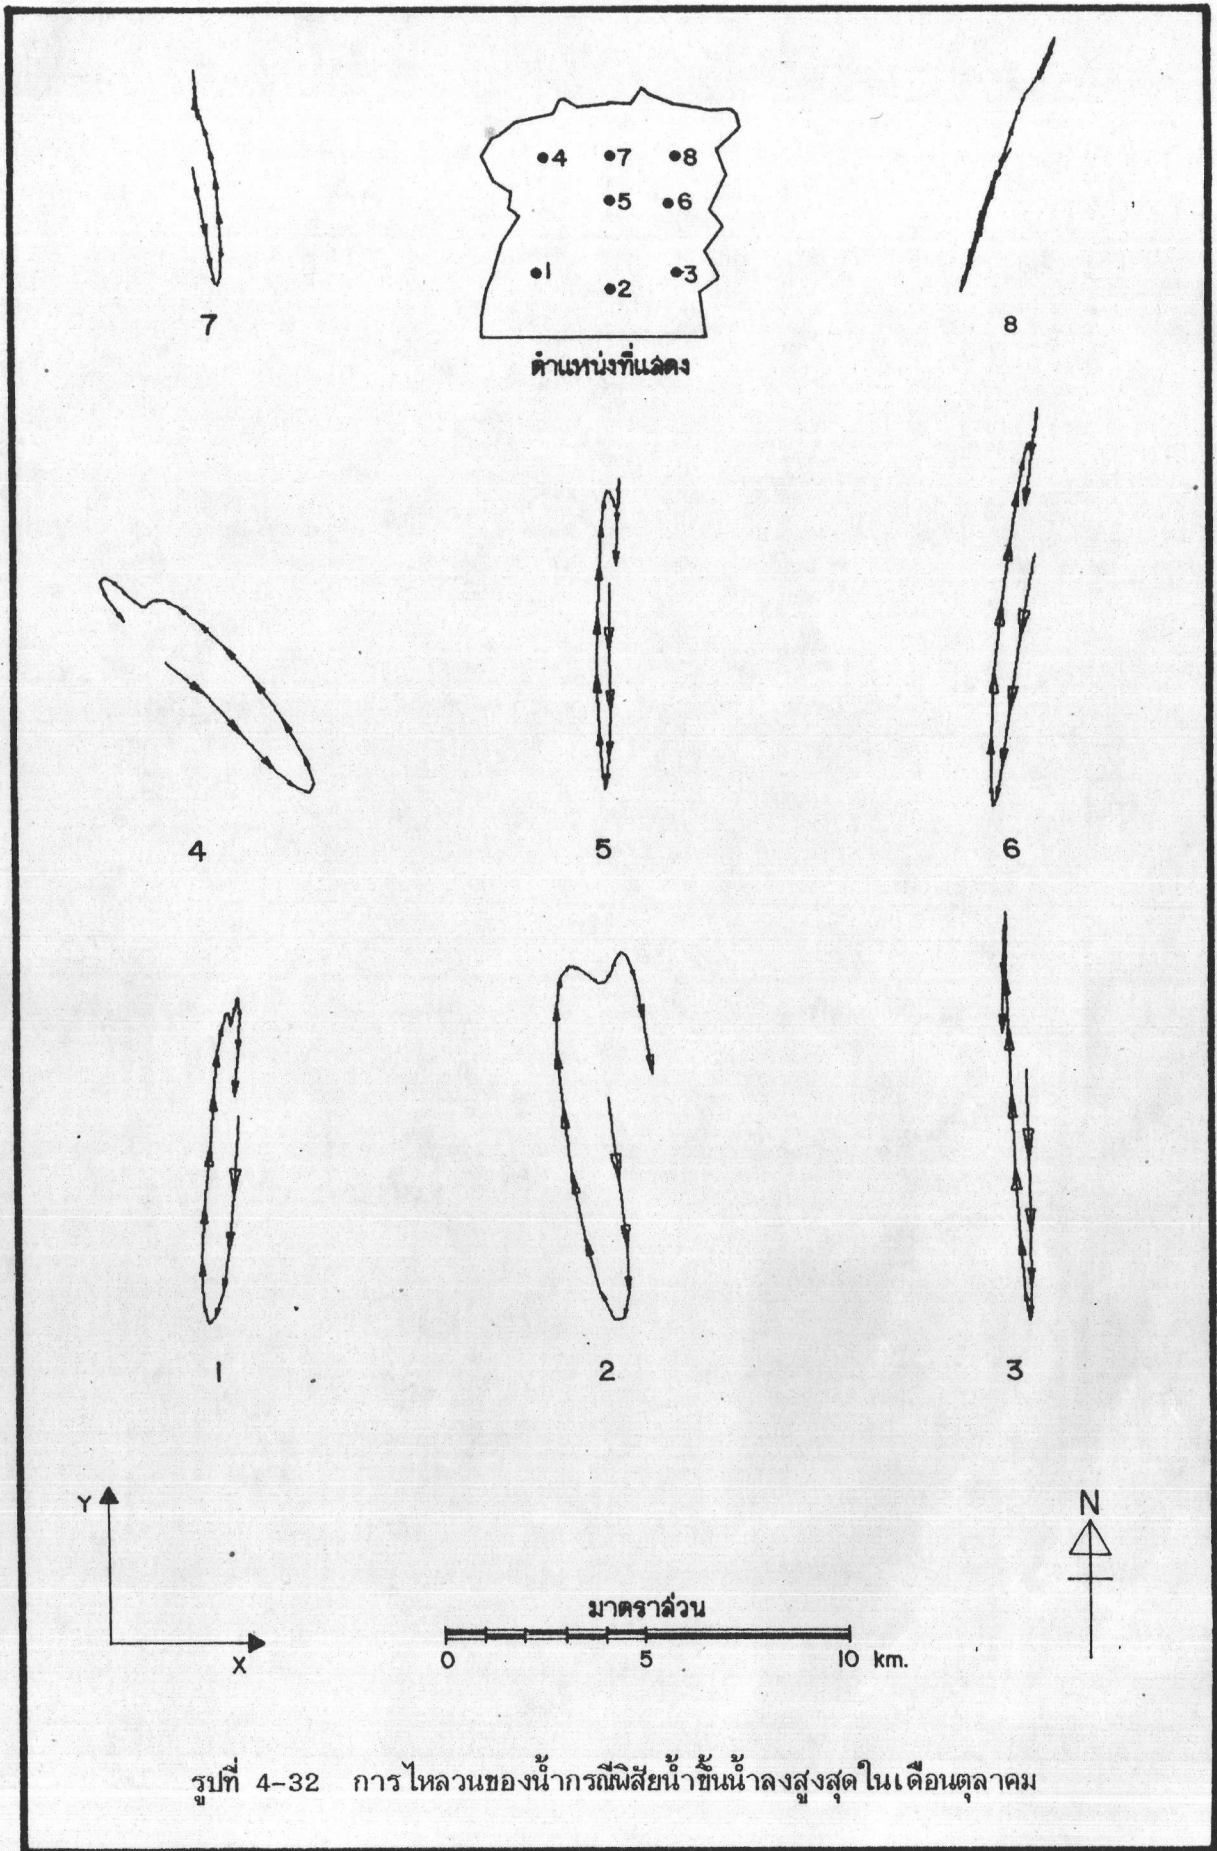 4 7 8
5 6
1 3
2
ตำแหน่งที่แสดง
7 8
4 5 6
1 2 3
Y
X
N
มาตราส่วน
0 5 10 km.
รูปที่ 4-32 การไหลวนของน้ำกรณีพิสัยน้ำขึ้นน้ำลงสูงสุดในเดือนตุลาคม